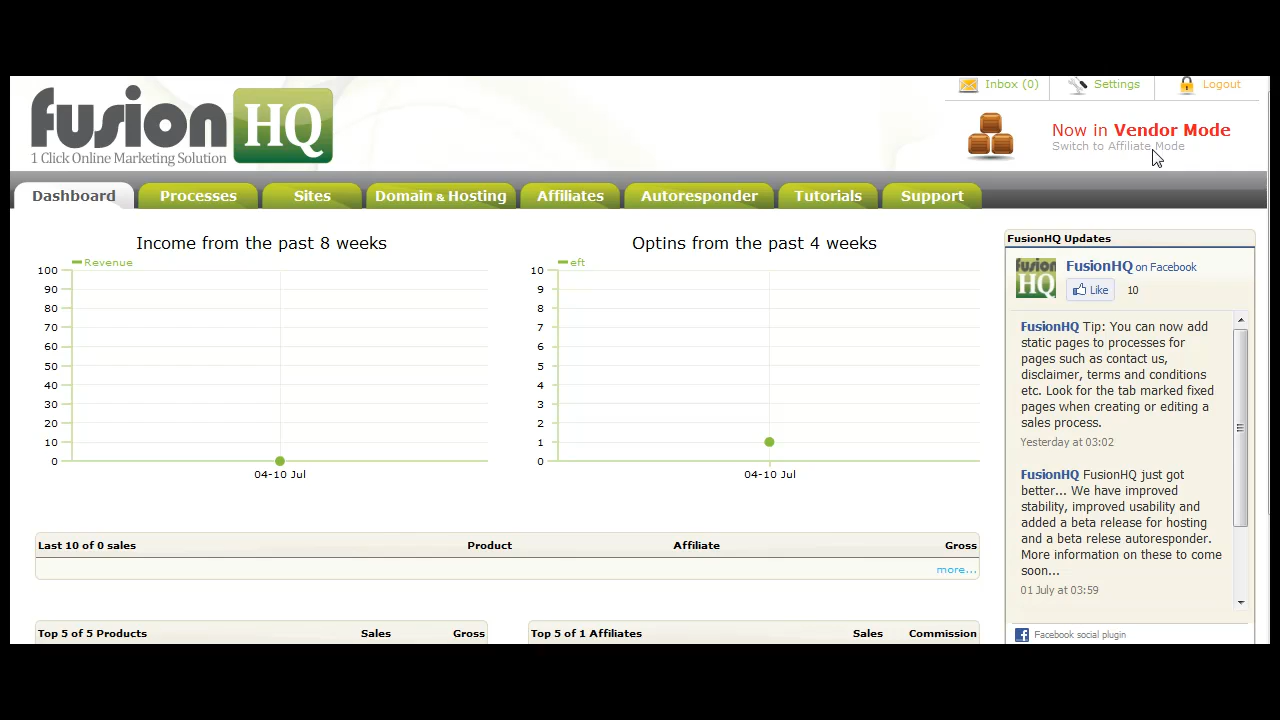 fusion HQ
1 Click Online Marketing Solution
Inbox (0)
Settings
Logout
Now in Vendor Mode
Switch to Affiliate Mode
Dashboard
Processes
Sites
Domain & Hosting
Affiliates
Autoresponder
Tutorials
Support
Income from the past 8 weeks
Revenue
100
90
80
70
60
50
40
30
20
10
0
04-10 Jul
Optins from the past 4 weeks
eft
10
9
8
7
6
5
4
3
2
1
0
04-10 Jul
FusionHQ Updates
fusion HQ
FusionHQ on Facebook
Like 10
FusionHQ Tip: You can now add
static pages to processes for
pages such as contact us,
disclaimer, terms and conditions
etc. Look for the tab marked fixed
pages when creating or editing a
sales process.
Yesterday at 03:02
FusionHQ FusionHQ just got
better... We have improved
stability, improved usability and
added a beta release for hosting
and a beta relese autoresponder.
More information on these to come
soon...
01 July at 03:59
Facebook social plugin
Last 10 of 0 sales Product Affiliate Gross
more...
Top 5 of 5 Products Sales Gross
Top 5 of 1 Affiliates Sales Commission